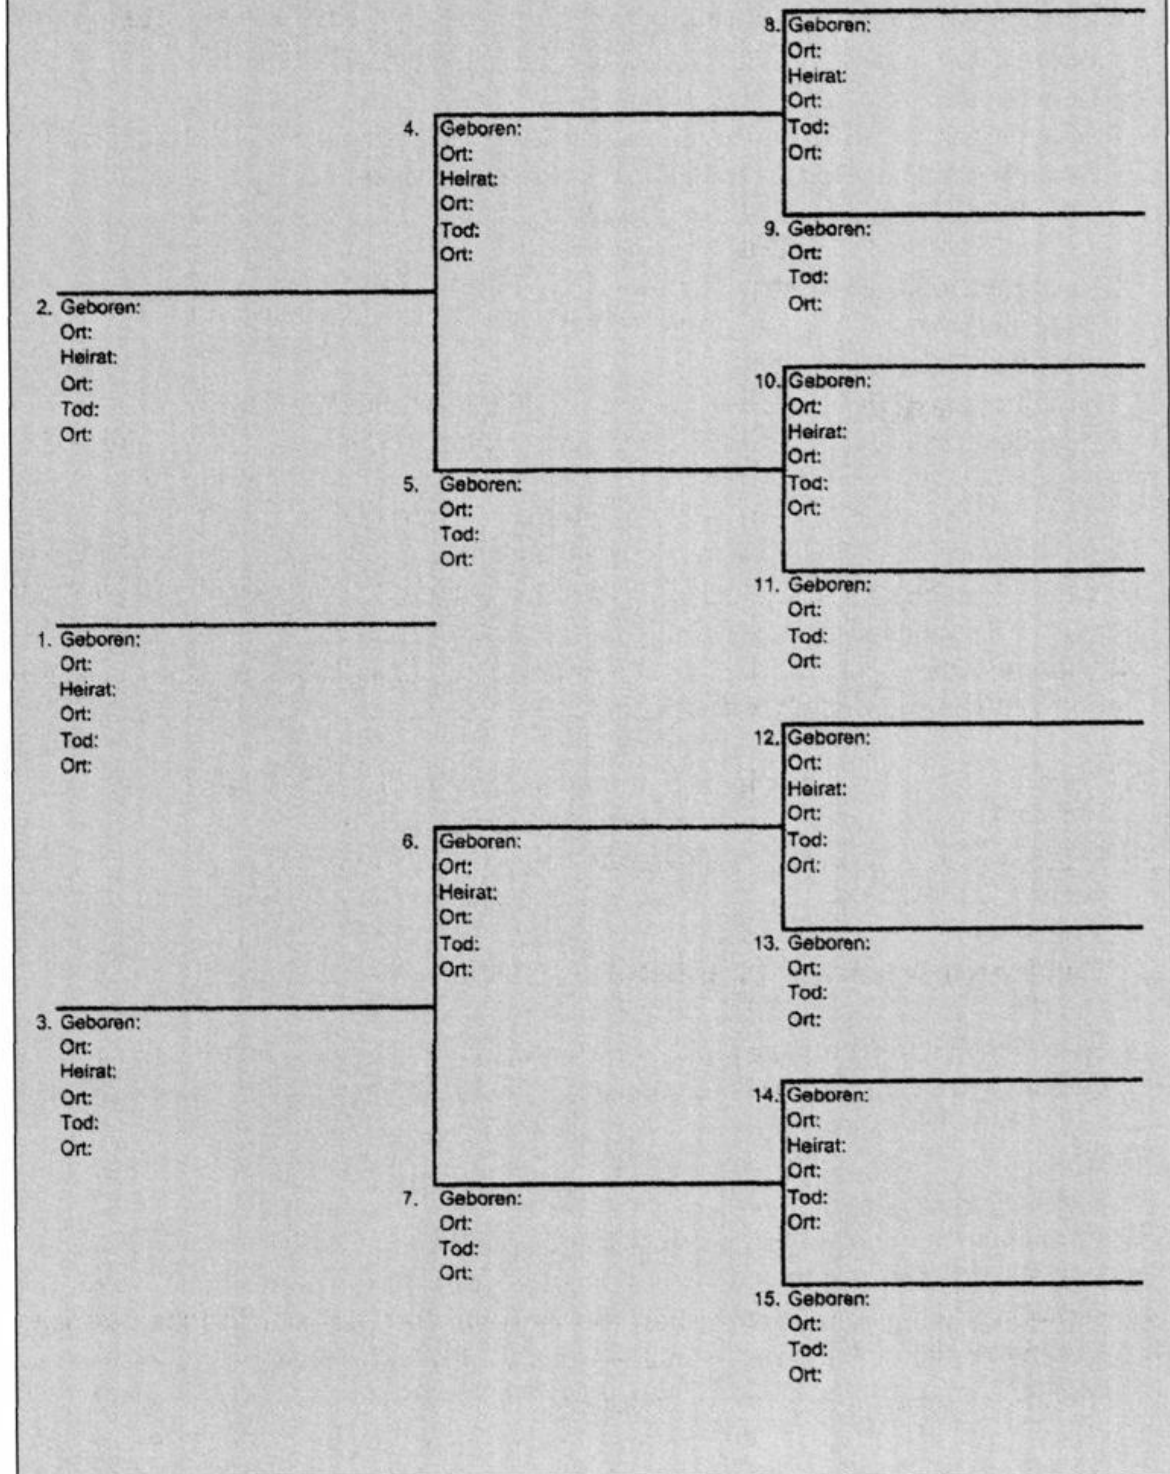 8. Geboren:
Ort:
Heirat:
Ort:
Tod:
Ort:
4. Geboren:
Ort:
Heirat:
Ort:
Tod:
Ort:
9. Geboren:
Ort:
Tod:
Ort:
2. Geboren:
Ort:
Heirat:
Ort:
Tod:
Ort:
10. Geboren:
Ort:
Heirat:
Ort:
Tod:
Ort:
5. Geboren:
Ort:
Tod:
Ort:
11. Geboren:
Ort:
Tod:
Ort:
1. Geboren:
Ort:
Heirat:
Ort:
Tod:
Ort:
12. Geboren:
Ort:
Heirat:
Ort:
Tod:
Ort:
6. Geboren:
Ort:
Heirat:
Ort:
Tod:
Ort:
13. Geboren:
Ort:
Tod:
Ort:
3. Geboren:
Ort:
Heirat:
Ort:
Tod:
Ort:
14. Geboren:
Ort:
Heirat:
Ort:
Tod:
Ort:
7. Geboren:
Ort:
Tod:
Ort:
15. Geboren:
Ort:
Tod:
Ort: